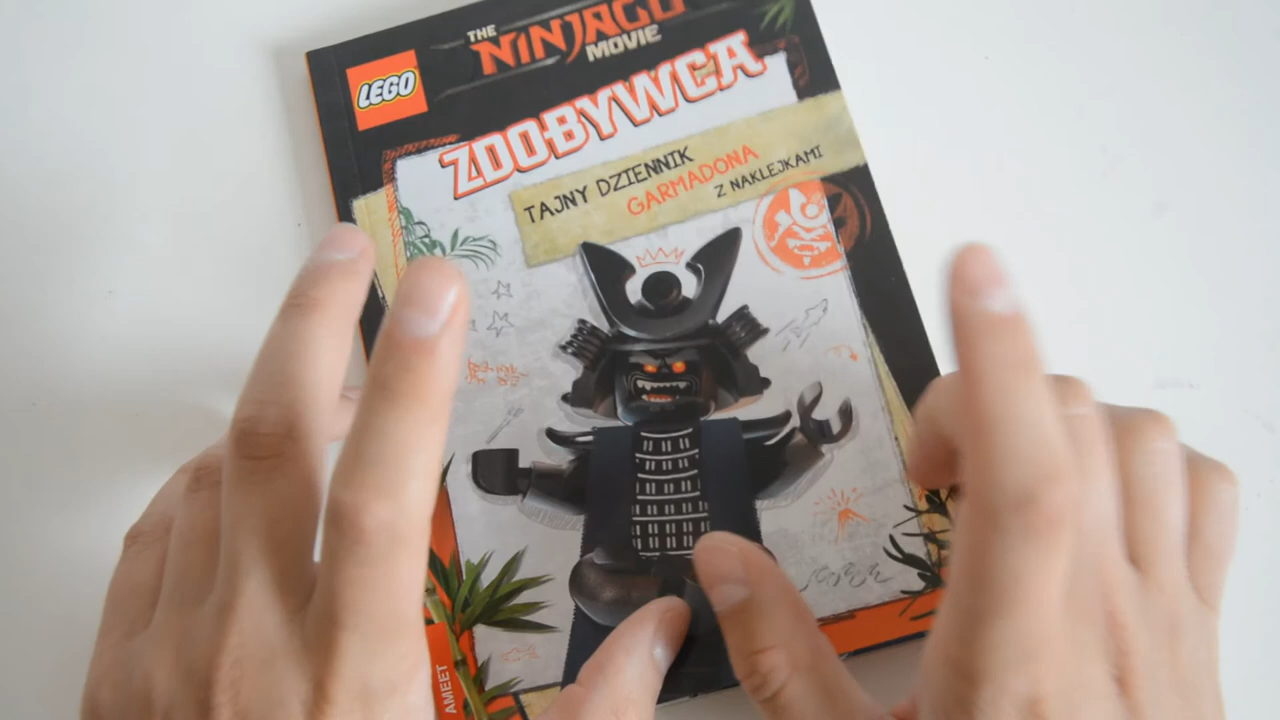 THE
NINJAGO
MOVIE
LEGO
ZDOBYWCA
TAJNY DZIENNIK
GARMADONA
Z NAKLEJKAMI
AMEET